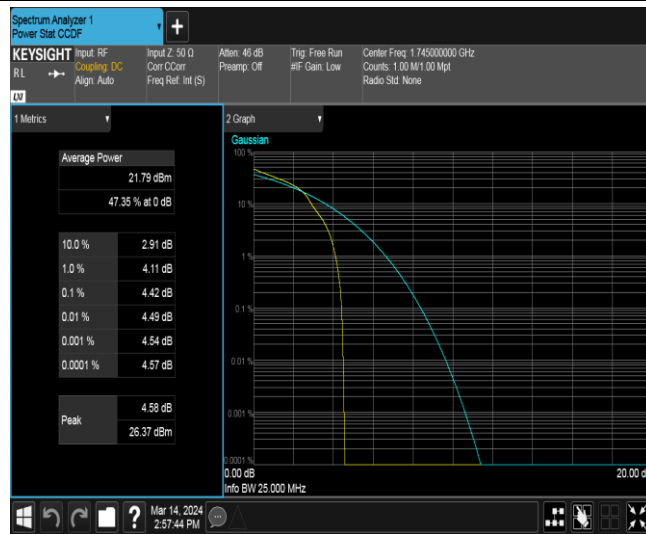 Spectrum Analyzer 1
Power Stat CCDF
+
KEYSIGHT
RL
LXI
Input: RF
Coupling: DC
Align: Auto
Input Z: 50 Ω
Corr CCorr
Freq Ref: Int (S)
Atten: 46 dB
Preamp: Off
Trig: Free Run
#IF Gain: Low
Center Freq: 1.745000000 GHz
Counts: 1.00 M/1.00 Mpt
Radio Std: None
1 Metrics
Average Power
21.79 dBm
47.35 % at 0 dB
10.0 % 2.91 dB
1.0 % 4.11 dB
0.1 % 4.42 dB
0.01 % 4.49 dB
0.001 % 4.54 dB
0.0001 % 4.57 dB
Peak
4.58 dB
26.37 dBm
2 Graph
Gaussian
100 %
10 %
1 %
0.1 %
0.01 %
0.001 %
0.0001 %
0.00 dB
20.00 d
Info BW 25.000 MHz
?
Mar 14, 2024
2:57:44 PM